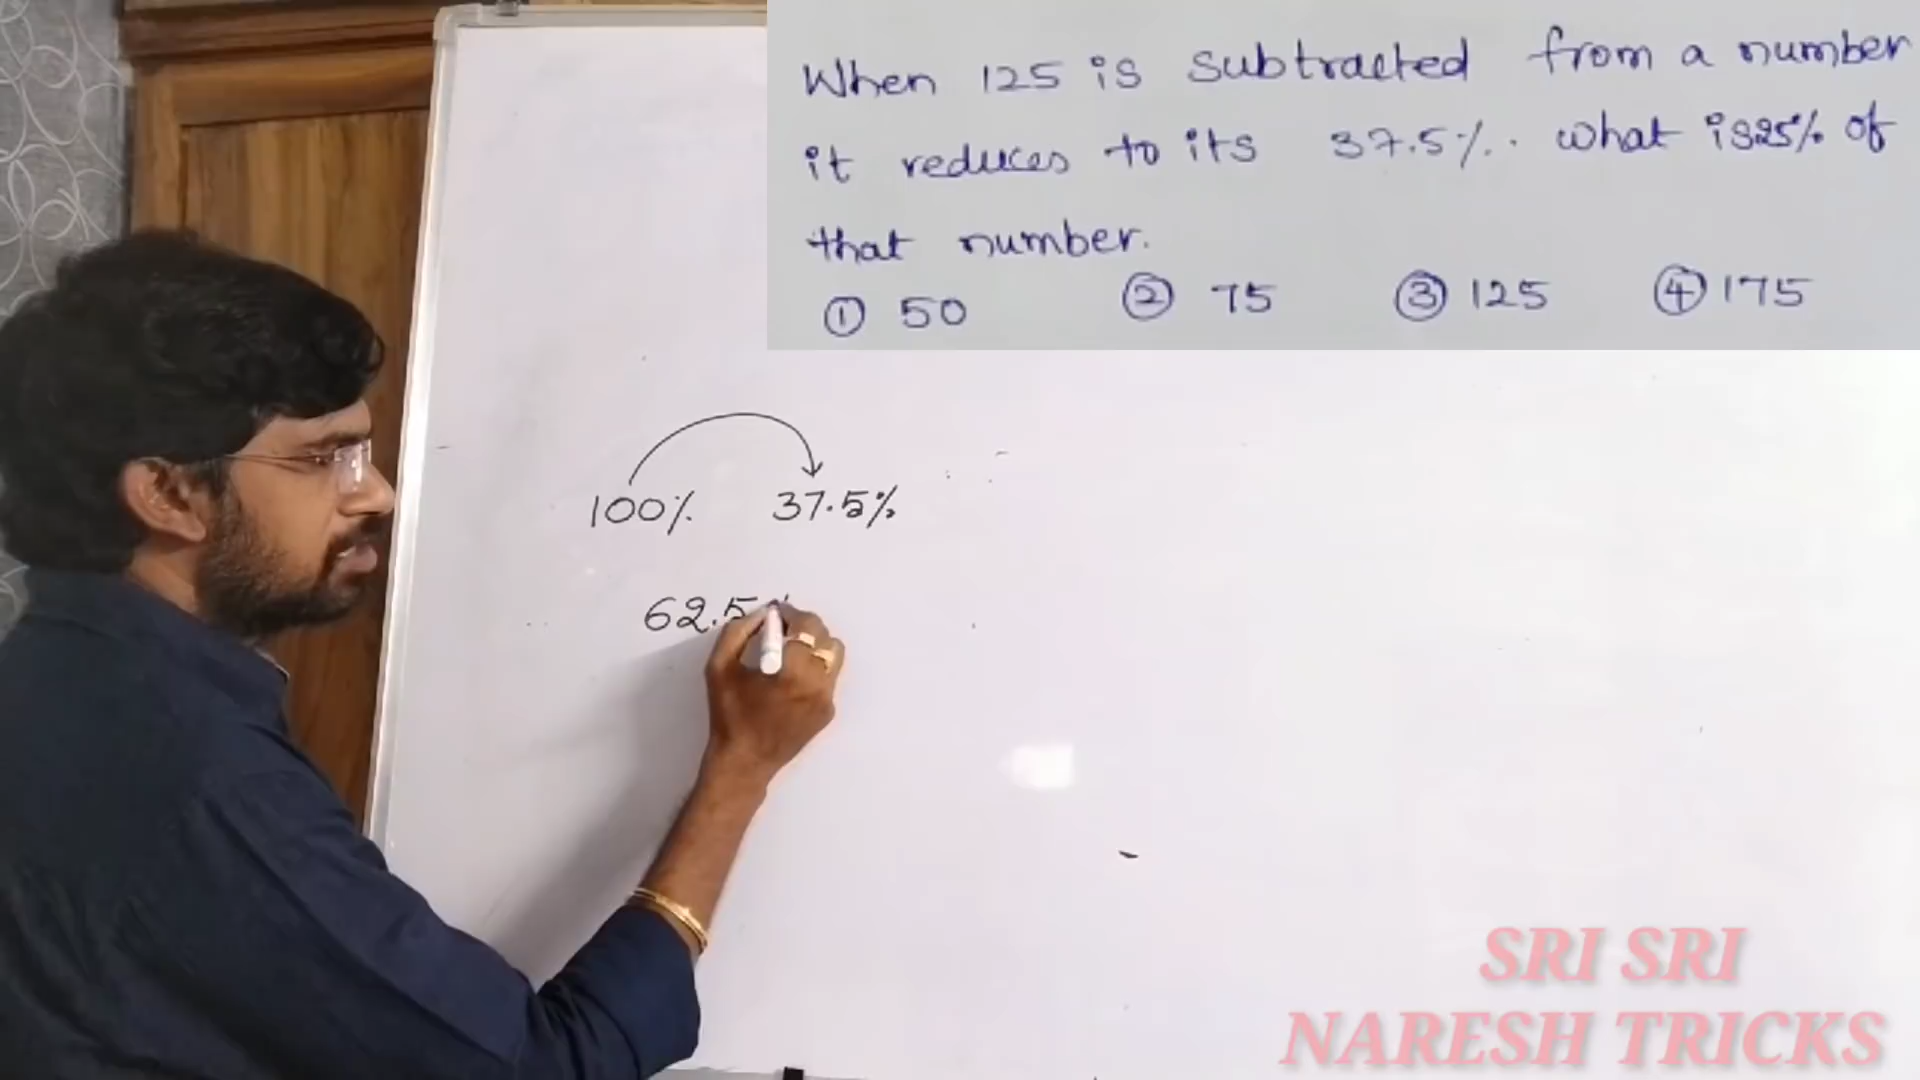 When 125 is subtracted from a number
it reduces to its 37.5%. what is 25% of
that number.
① 50 ② 75 ③ 125 ④ 175
100% 37.5%
62.5
SRI SRI
NARESH TRICKS